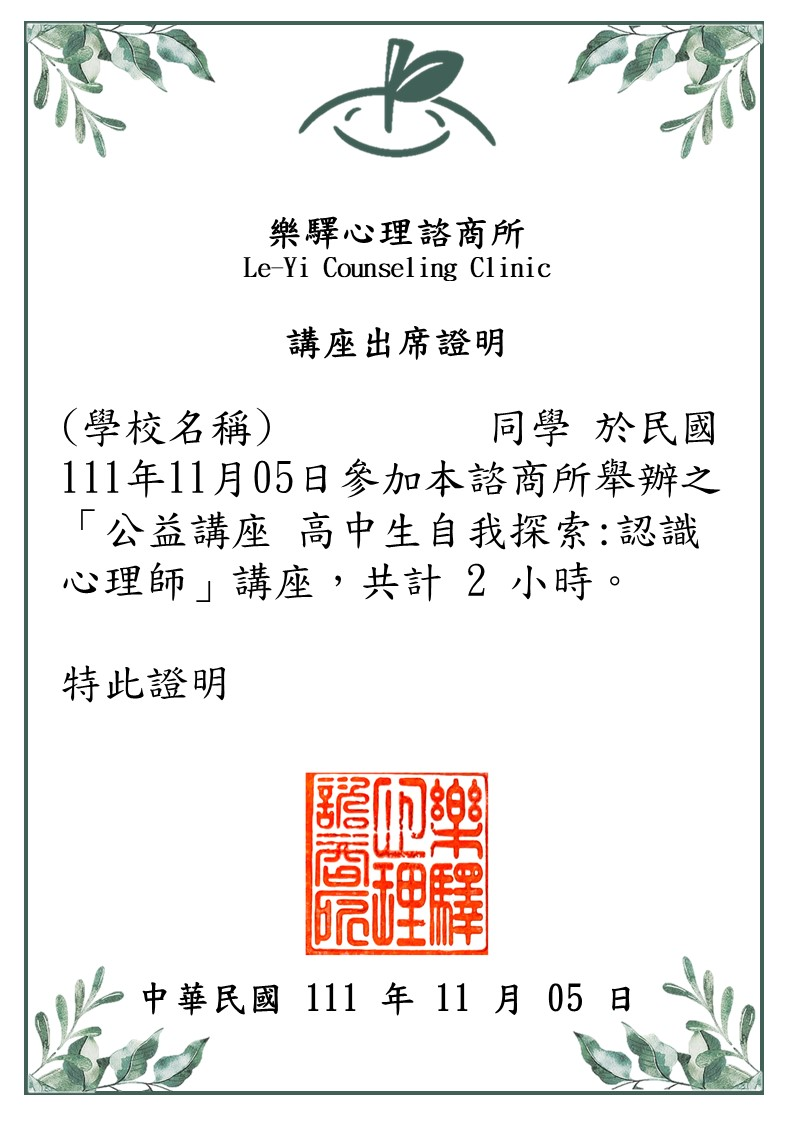 樂驛心理諮商所
Le-Yi Counseling Clinic
講座出席證明
(學校名稱) 同學 於民國
111年11月05日參加本諮商所舉辦之
「公益講座 高中生自我探索:認識
心理師」講座，共計 2 小時。
特此證明
樂驛
心理
諮商所
中華民國 111 年 11 月 05 日